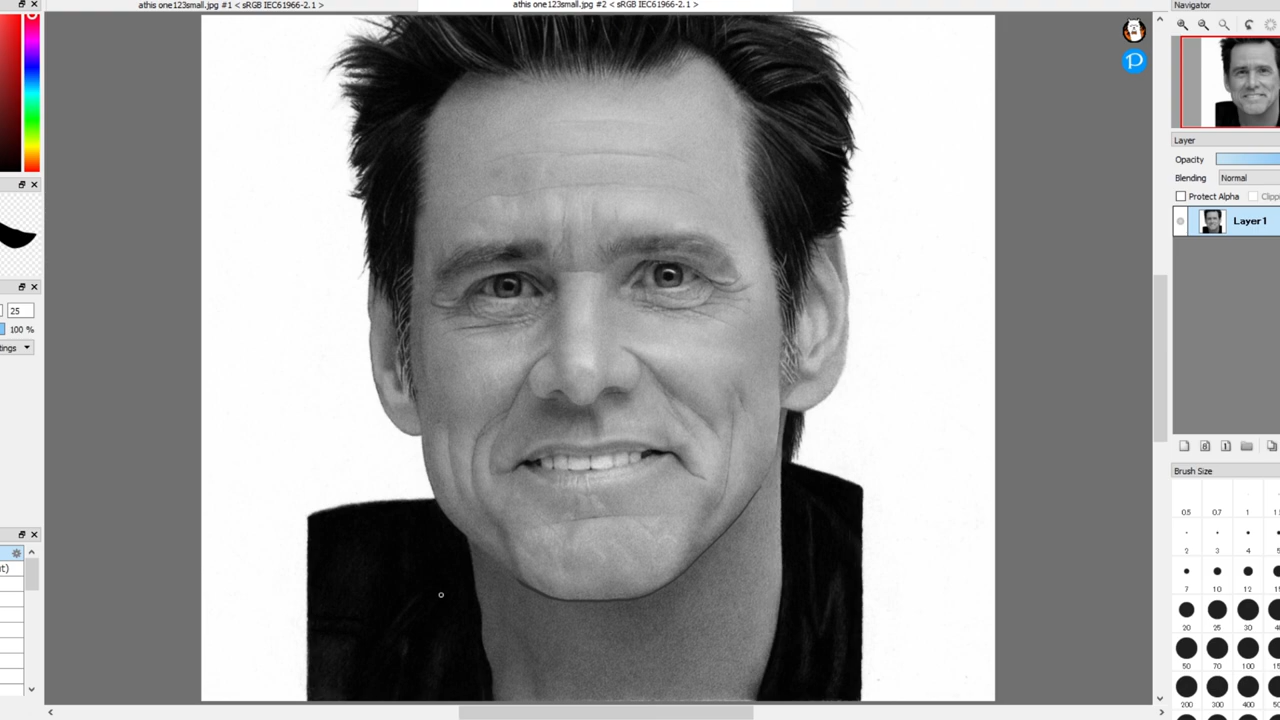 athis one123small.jpg #1 < sRGB IEC61966-2.1 >
athis one123small.jpg #2 < sRGB IEC61966-2.1 >
Navigator
Layer
Opacity
Blending Normal
Protect Alpha Clippi
Layer1
25
100 %
tings
t)
Brush Size
0.5 0.7 1
2 3 4
7 10 12
20 25 30
50 70 100
200 300 400